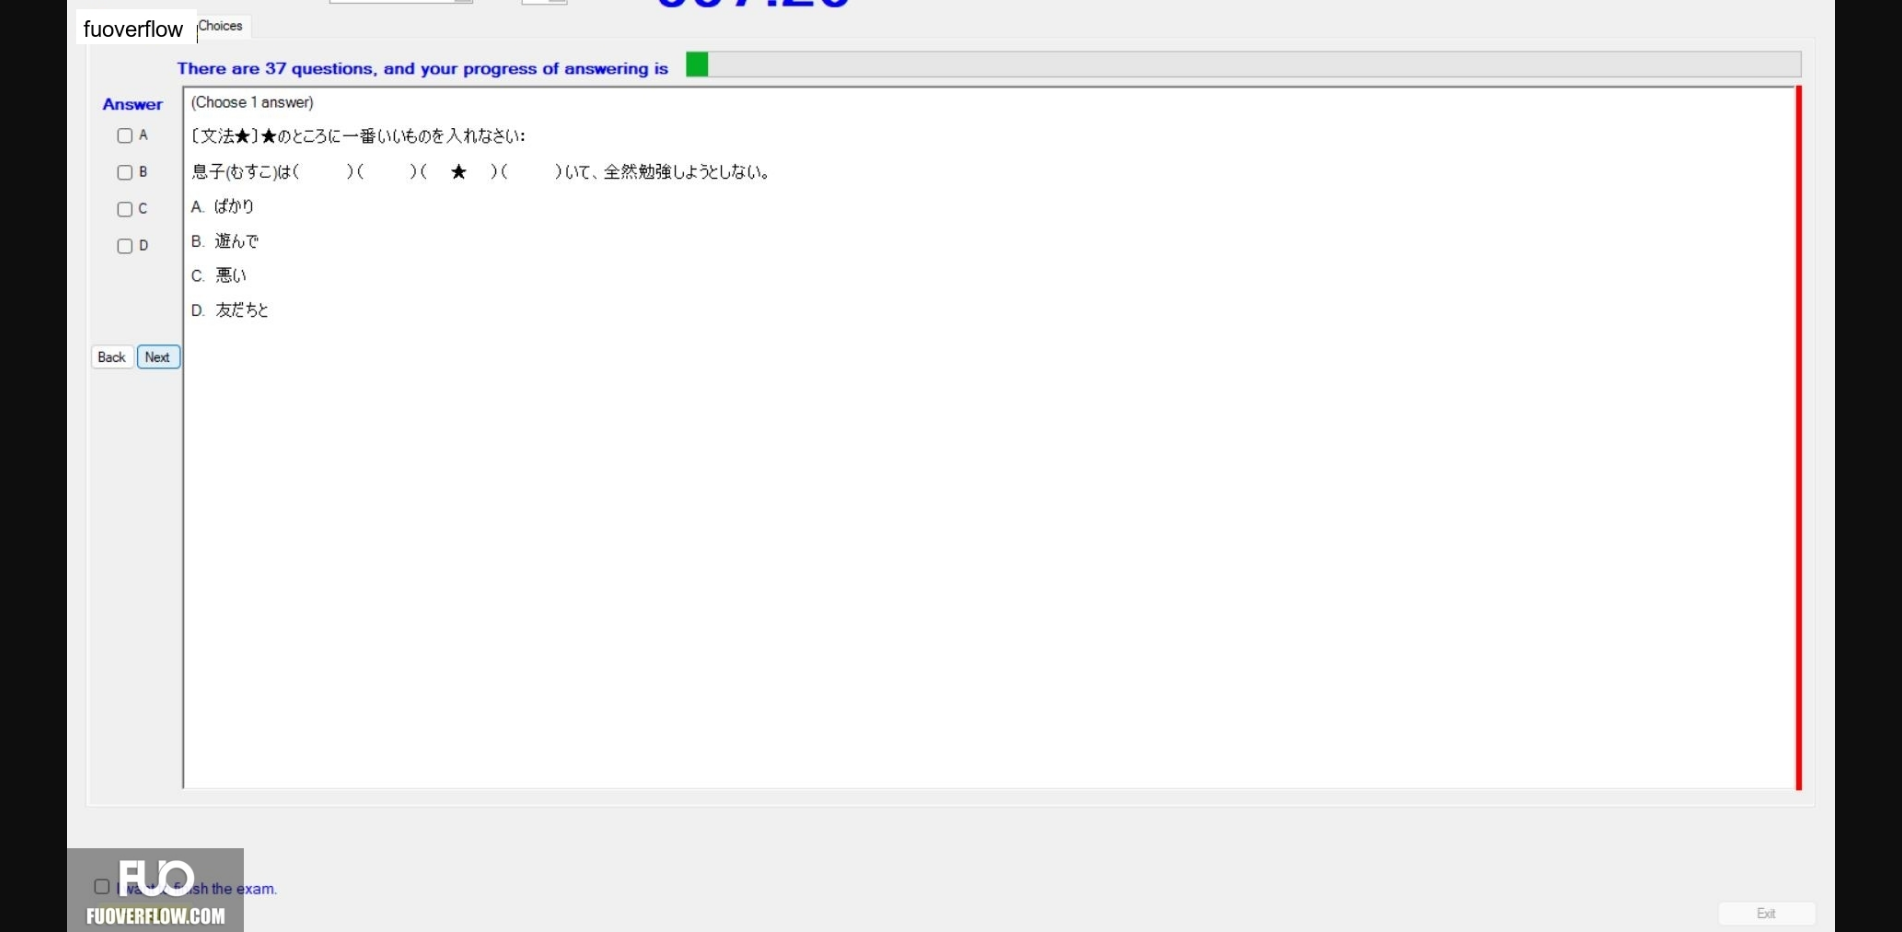 fuoverflow
Choices
There are 37 questions, and your progress of answering is
Answer
(Choose 1 answer)
A
〔文法★〕★のところに一番いいものを入れなさい:
B
息子(むすこ)は(　　)(　　)(　★　)(　　)いて、全然勉強しようとしない。
C
A. ばかり
D
B. 遊んで
C. 悪い
D. 友だちと
Back
Next
I want to finish the exam.
FUO
FUOVERFLOW.COM
Exit